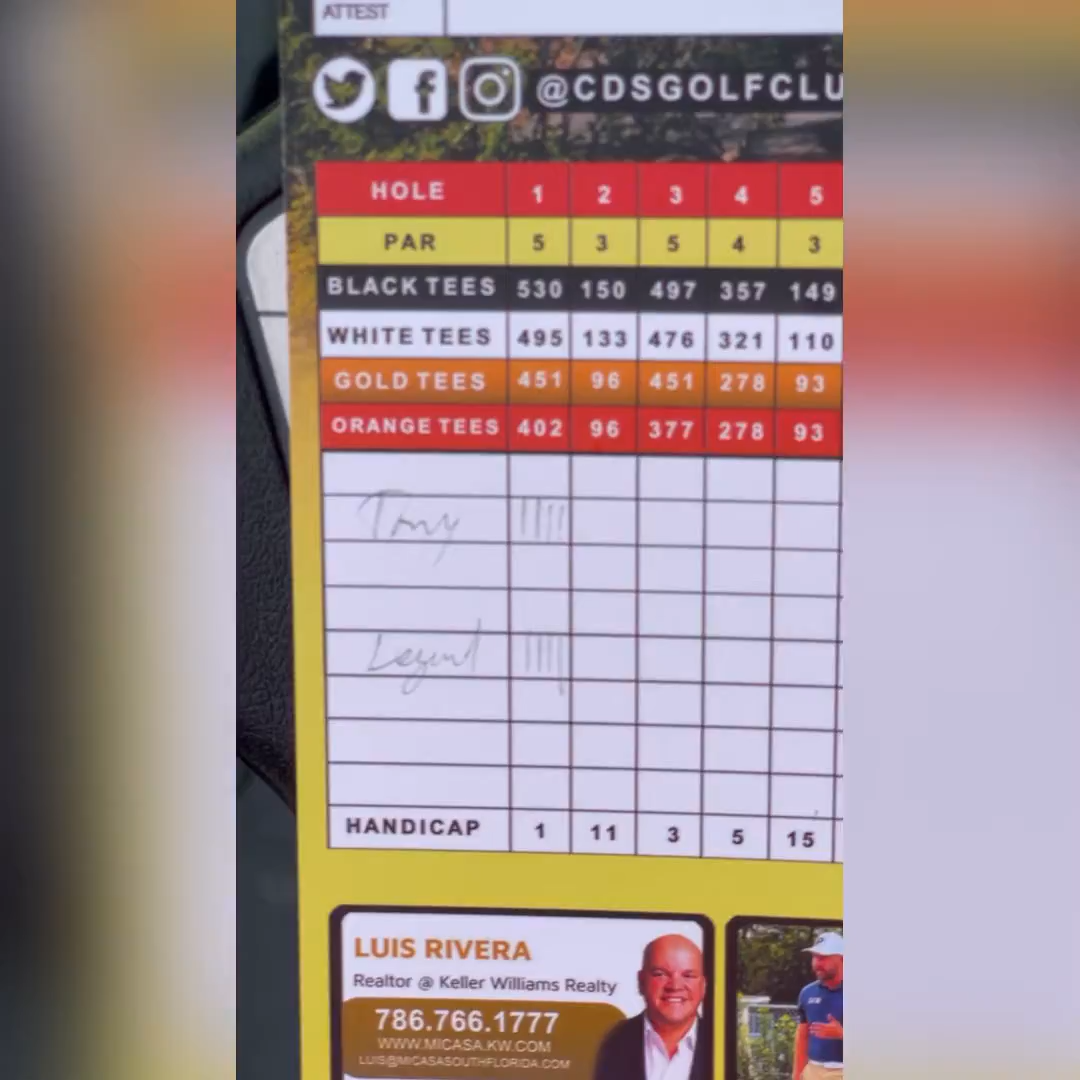 ATTEST
@CDSGOLFCLU
HOLE 1 2 3 4 5
PAR 5 3 5 4 3
BLACK TEES 530 150 497 357 149
WHITE TEES 495 133 476 321 110
GOLD TEES 451 96 451 278 93
ORANGE TEES 402 96 377 278 93
Tony ||||
Legend ||||
HANDICAP 1 11 3 5 15
LUIS RIVERA
Realtor @ Keller Williams Realty
786.766.1777
WWW.MICASA.KW.COM
LUIS@MICASASOUTHFLORIDA.COM